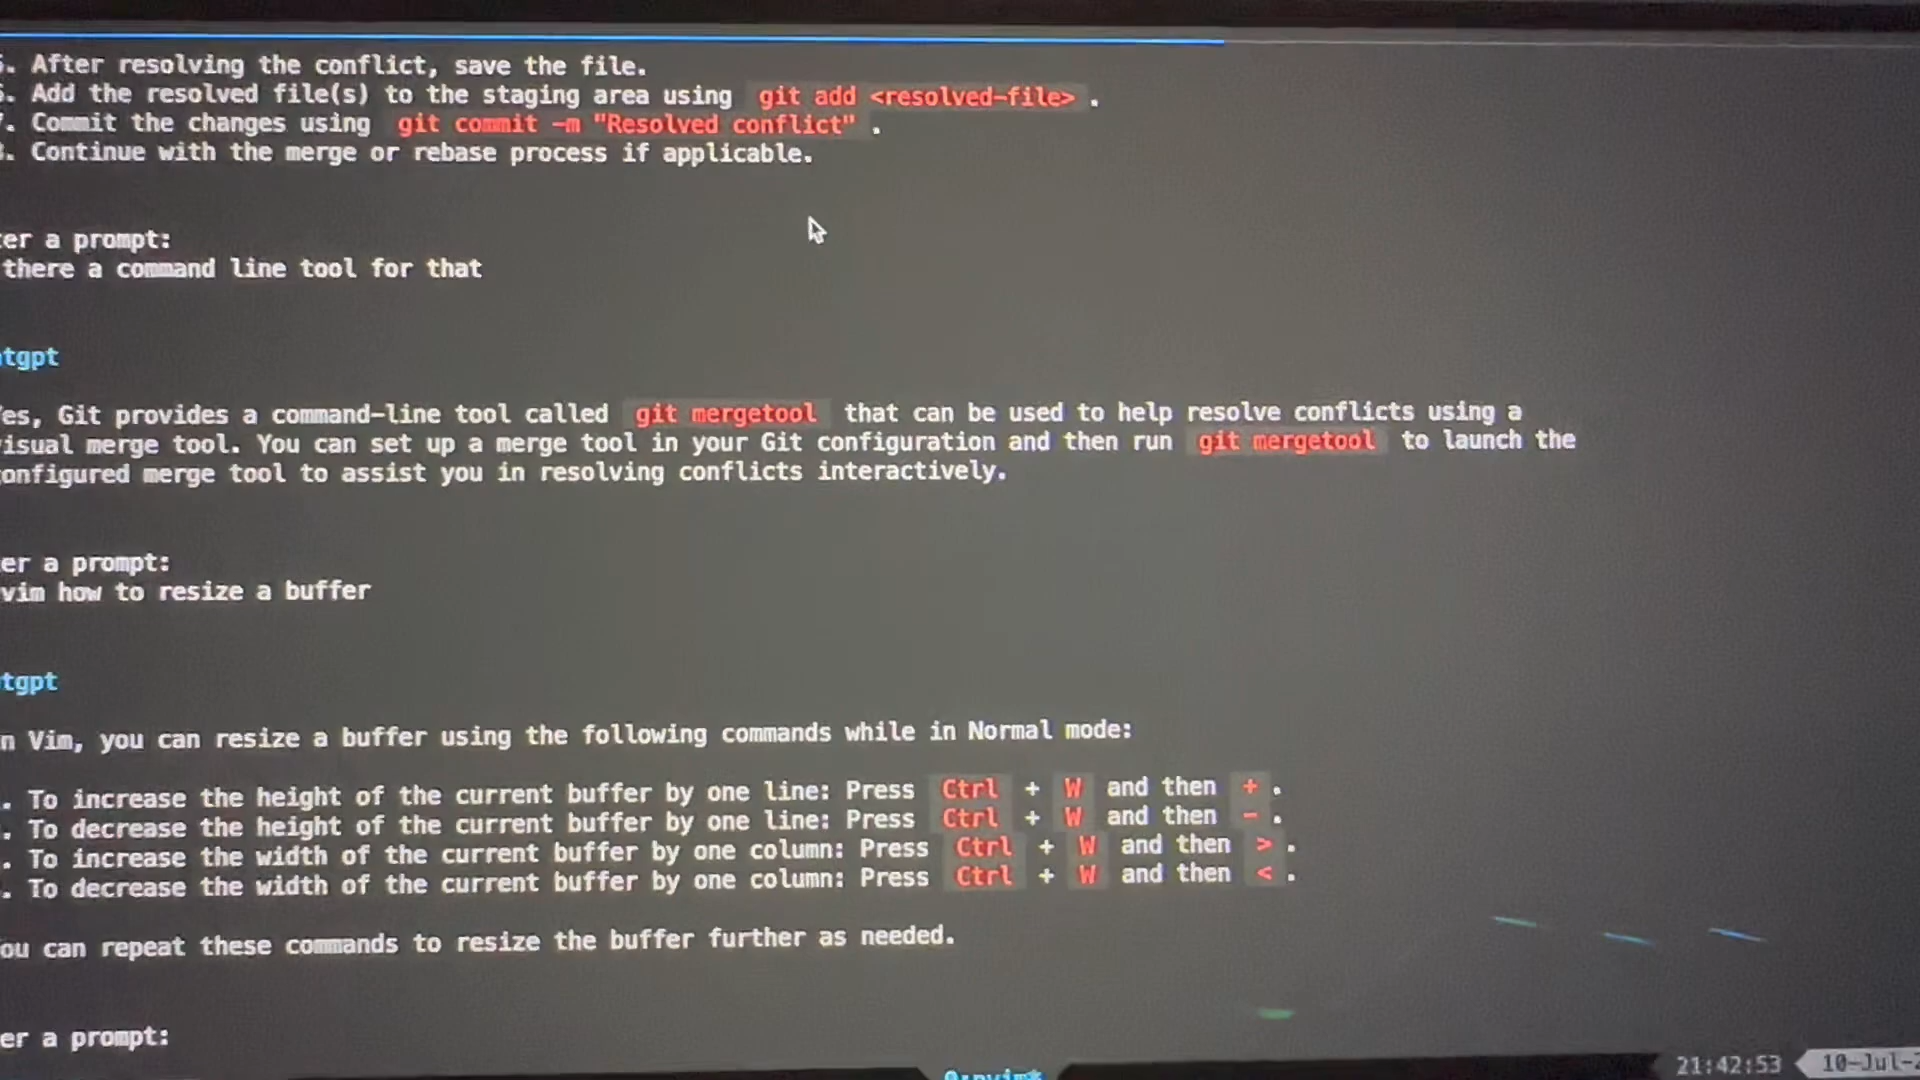 . After resolving the conflict, save the file.
. Add the resolved file(s) to the staging area using git add <resolved-file> .
. Commit the changes using git commit -m "Resolved conflict" .
. Continue with the merge or rebase process if applicable.
er a prompt:
there a command line tool for that
tgpt
es, Git provides a command-line tool called git mergetool that can be used to help resolve conflicts using a
isual merge tool. You can set up a merge tool in your Git configuration and then run git mergetool to launch the
onfigured merge tool to assist you in resolving conflicts interactively.
er a prompt:
vim how to resize a buffer
tgpt
n Vim, you can resize a buffer using the following commands while in Normal mode:
. To increase the height of the current buffer by one line: Press Ctrl + W and then + .
. To decrease the height of the current buffer by one line: Press Ctrl + W and then - .
. To increase the width of the current buffer by one column: Press Ctrl + W and then > .
. To decrease the width of the current buffer by one column: Press Ctrl + W and then < .
ou can repeat these commands to resize the buffer further as needed.
er a prompt:
21:42:53 10-Jul-2